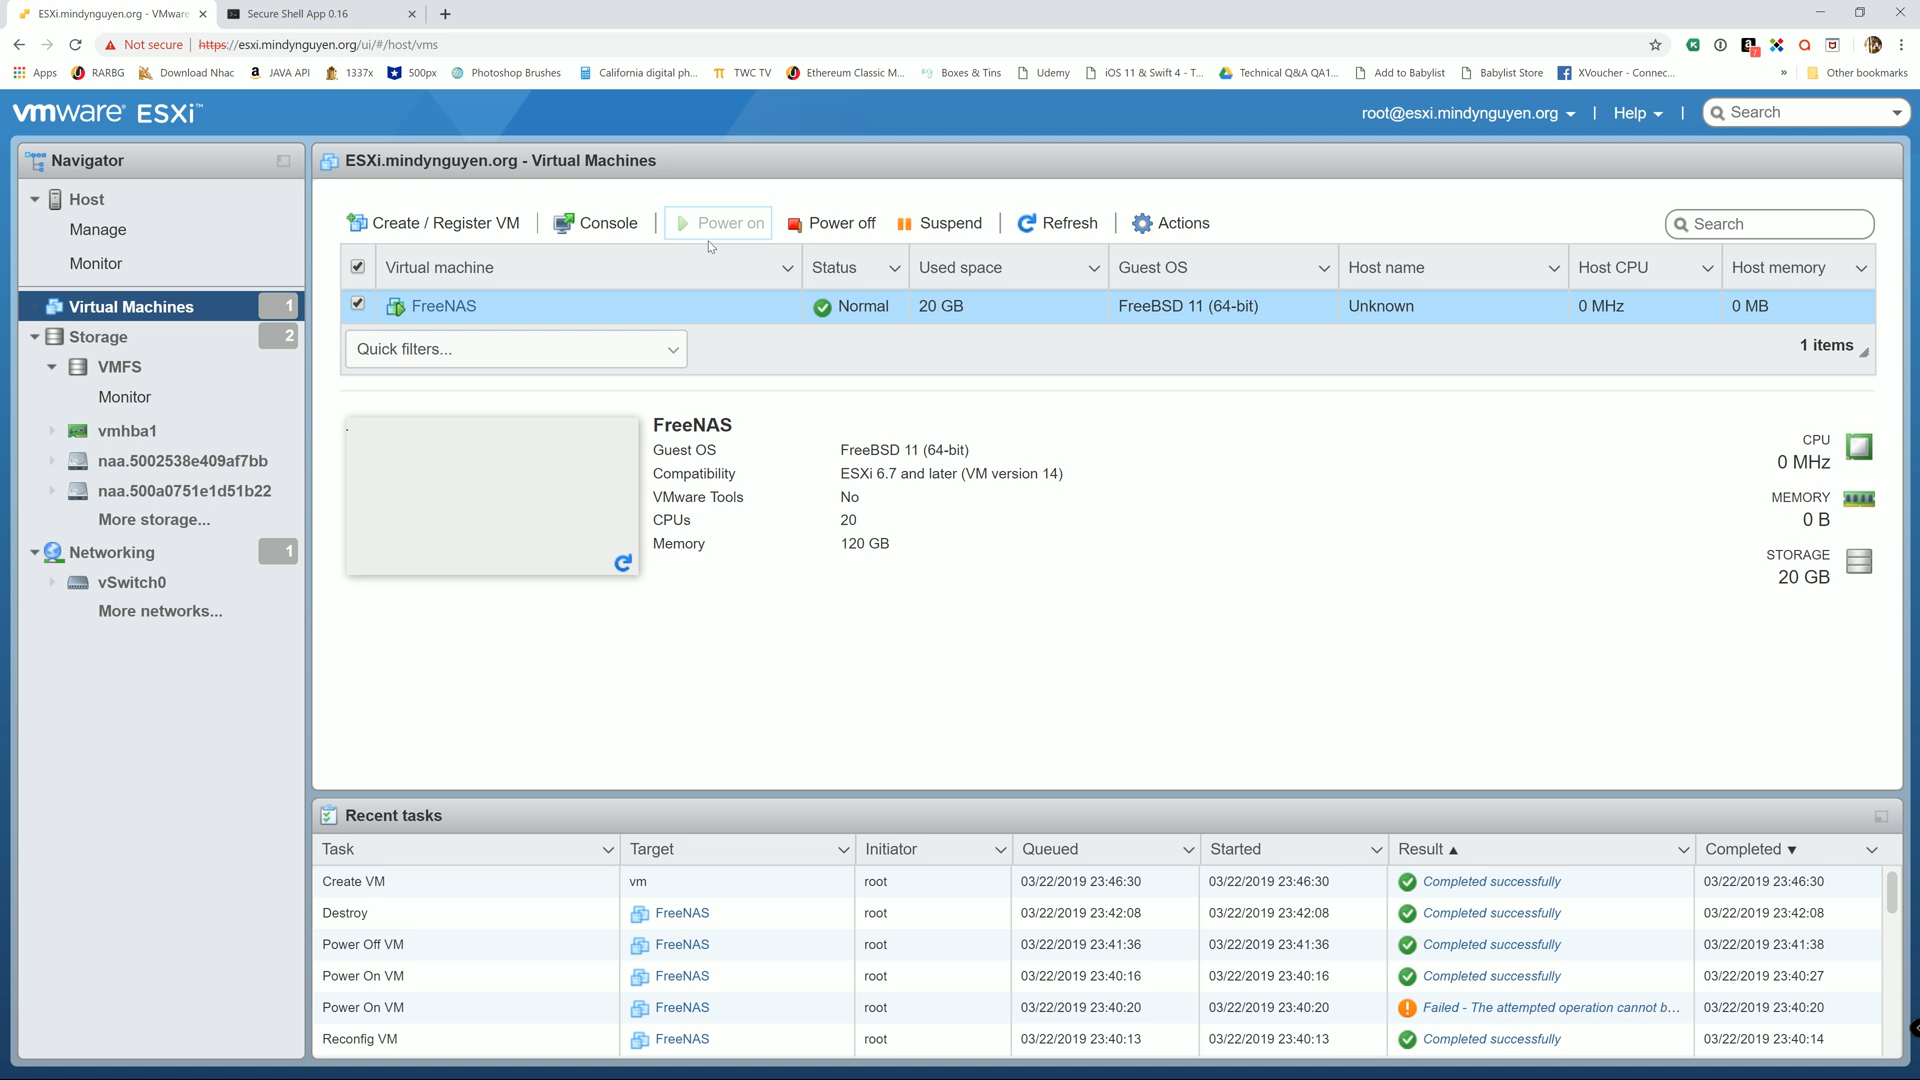 ESXi.mindynguyen.org - VMware
Secure Shell App 0.16
Not secure | https://esxi.mindynguyen.org/ui/#/host/vms
7
Apps RARBG Download Nhac JAVA API 1337x 500px Photoshop Brushes California digital ph... TWC TV Ethereum Classic M... Boxes & Tins Udemy iOS 11 & Swift 4 - T... Technical Q&A QA1... Add to Babylist Babylist Store XVoucher - Connec... » Other bookmarks
vmware ESXi™
root@esxi.mindynguyen.org | Help | Search
Navigator
Host
Manage
Monitor
Virtual Machines 1
Storage 2
VMFS
Monitor
vmhba1
naa.5002538e409af7bb
naa.500a0751e1d51b22
More storage...
Networking 1
vSwitch0
More networks...
ESXi.mindynguyen.org - Virtual Machines
Create / Register VM | Console | Power on Power off Suspend | Refresh | Actions Search
Virtual machine Status Used space Guest OS Host name Host CPU Host memory
FreeNAS Normal 20 GB FreeBSD 11 (64-bit) Unknown 0 MHz 0 MB
Quick filters... 1 items
FreeNAS
Guest OS FreeBSD 11 (64-bit)
Compatibility ESXi 6.7 and later (VM version 14)
VMware Tools No
CPUs 20
Memory 120 GB
CPU
0 MHz
MEMORY
0 B
STORAGE
20 GB
Recent tasks
Task Target Initiator Queued Started Result ▲ Completed ▼
Create VM vm root 03/22/2019 23:46:30 03/22/2019 23:46:30 Completed successfully 03/22/2019 23:46:30
Destroy FreeNAS root 03/22/2019 23:42:08 03/22/2019 23:42:08 Completed successfully 03/22/2019 23:42:08
Power Off VM FreeNAS root 03/22/2019 23:41:36 03/22/2019 23:41:36 Completed successfully 03/22/2019 23:41:38
Power On VM FreeNAS root 03/22/2019 23:40:16 03/22/2019 23:40:16 Completed successfully 03/22/2019 23:40:27
Power On VM FreeNAS root 03/22/2019 23:40:20 03/22/2019 23:40:20 Failed - The attempted operation cannot b... 03/22/2019 23:40:20
Reconfig VM FreeNAS root 03/22/2019 23:40:13 03/22/2019 23:40:13 Completed successfully 03/22/2019 23:40:14